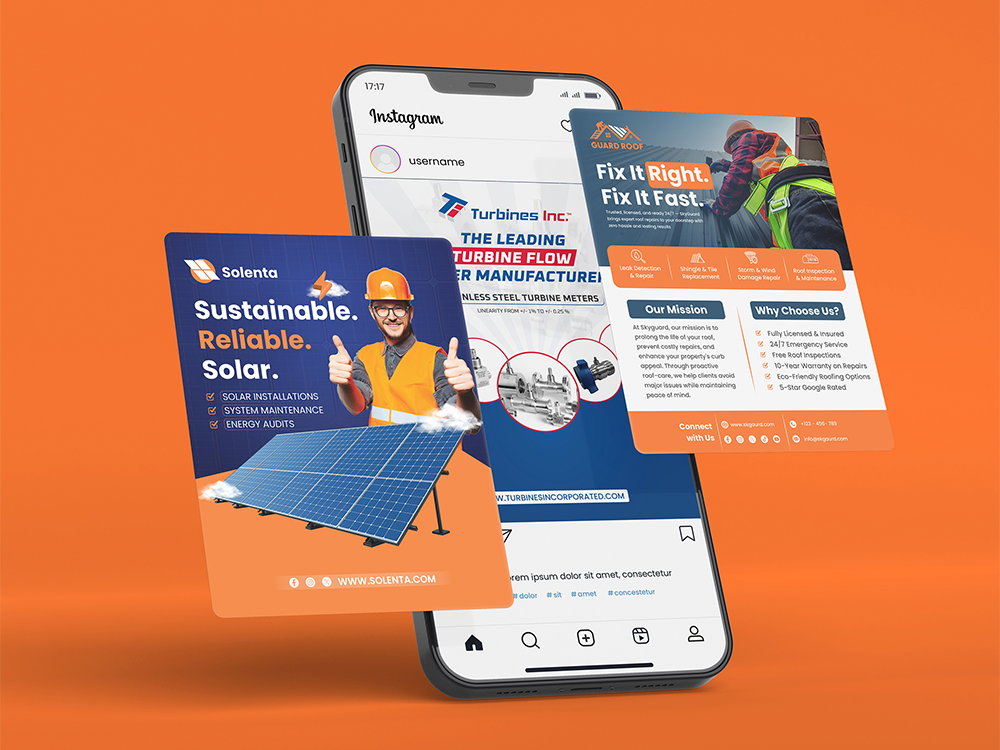 17:17
Instagram
username
Turbines Inc.™
THE LEADING
TURBINE FLOW
ER MANUFACTURER
NLESS STEEL TURBINE METERS
LINEARITY FROM +/- 1% TO +/- 0.25 %
W.TURBINESINCORPORATED.COM
orem ipsum dolor sit amet, consectetur
#dolor #sit #amet #concestetur
Solenta
Sustainable.
Reliable.
Solar.
SOLAR INSTALLATIONS
SYSTEM MAINTENANCE
ENERGY AUDITS
WWW.SOLENTA.COM
GUARD ROOF
Fix It Right.
Fix It Fast.
Trusted, licensed, and ready 24/7 — SkyGuard
brings expert roof repairs to your doorstep with
zero hassle and lasting results.
Leak Detection
& Repair
Shingle & Tile
Replacement
Storm & Wind
Damage Repair
Roof Inspection
& Maintenance
Our Mission
At Skyguard, our mission is to
prolong the life of your roof,
prevent costly repairs, and
enhance your property's curb
appeal. Through proactive
roof-care, we help clients avoid
major issues while maintaining
peace of mind.
Why Choose Us?
Fully Licensed & Insured
24/7 Emergency Service
Free Roof Inspections
10-Year Warranty on Repairs
Eco-Friendly Roofing Options
5-Star Google Rated
Connect
with Us
www.skgaurd.com
+123 - 456- 789
info@skgaurd.com